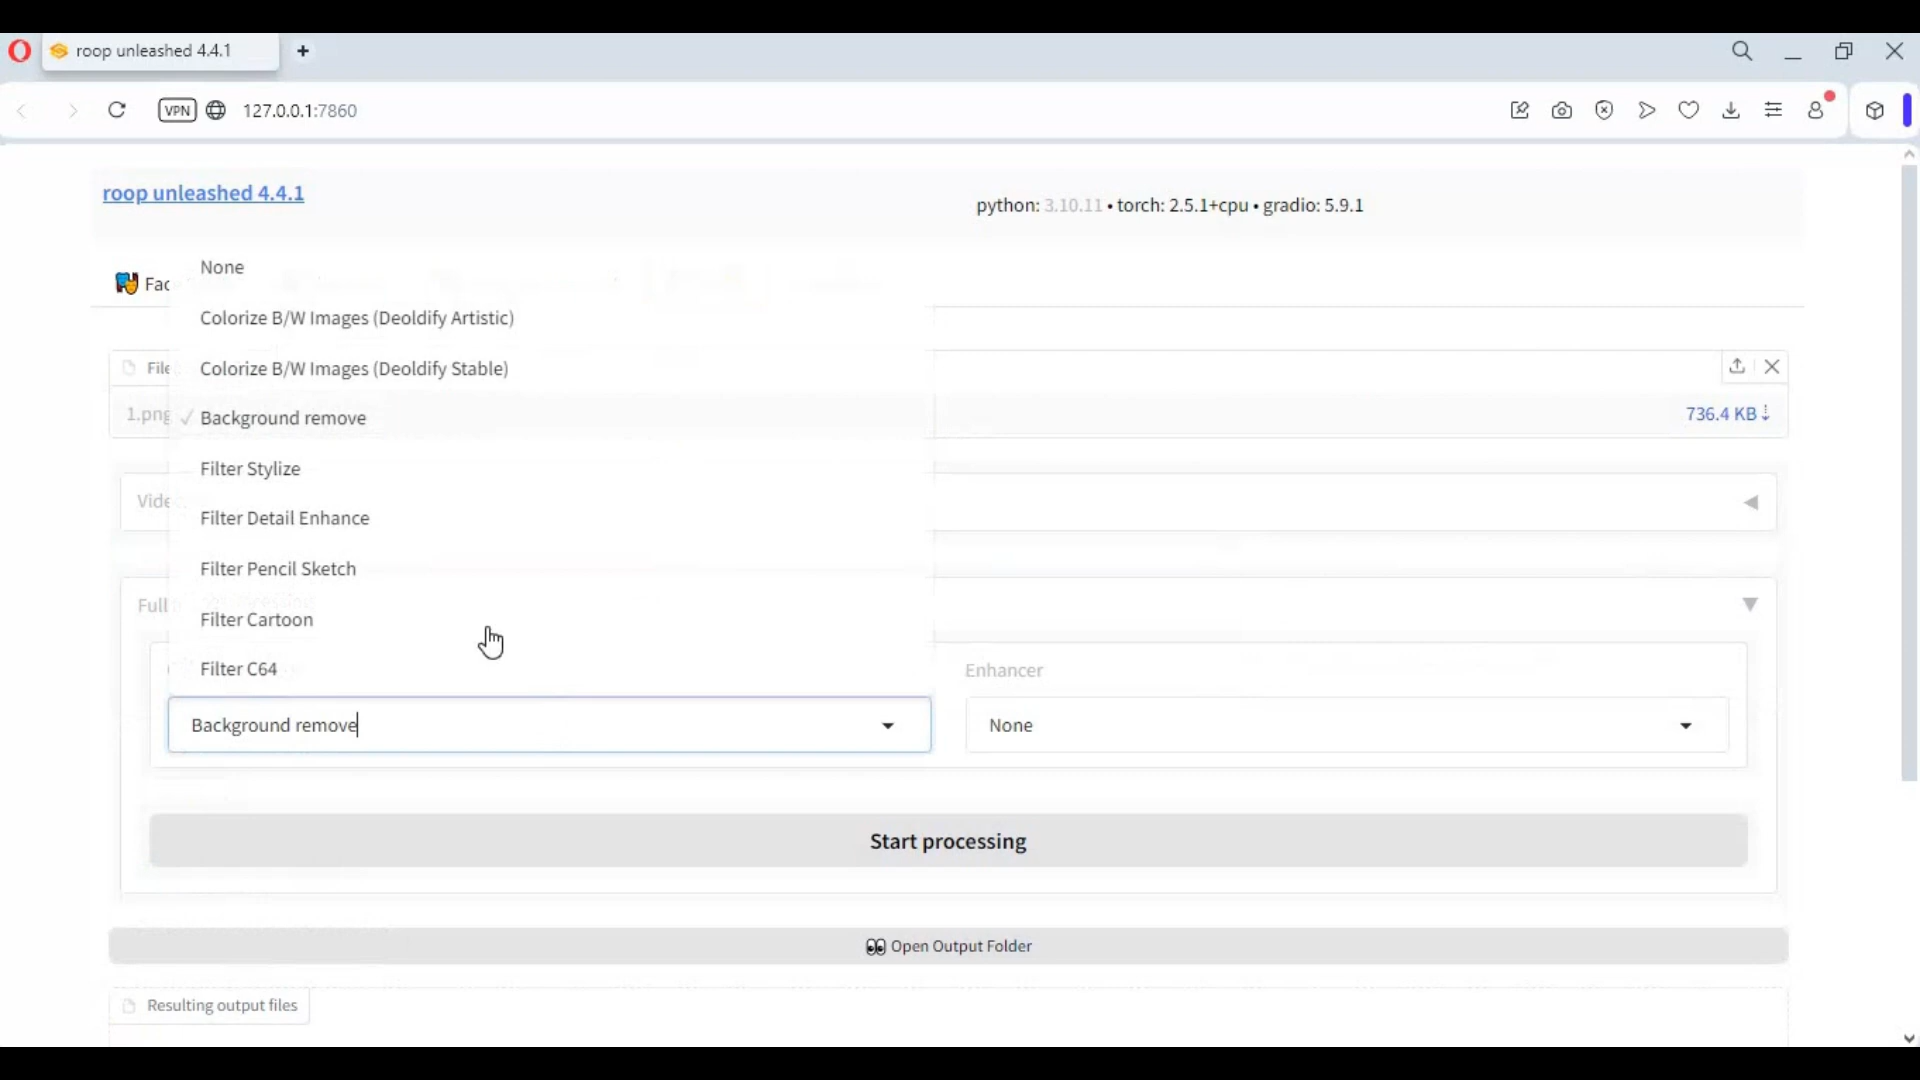 roop unleashed 4.4.1
VPN
127.0.0.1:7860
roop unleashed 4.4.1
python: 3.10.11 • torch: 2.5.1+cpu • gradio: 5.9.1
None
Fac
Colorize B/W Images (Deoldify Artistic)
File
Colorize B/W Images (Deoldify Stable)
1.png
Background remove
736.4 KB
Filter Stylize
Vide
Filter Detail Enhance
Filter Pencil Sketch
Full
Filter Cartoon
Filter C64
Enhancer
Background remove
None
Start processing
Open Output Folder
Resulting output files